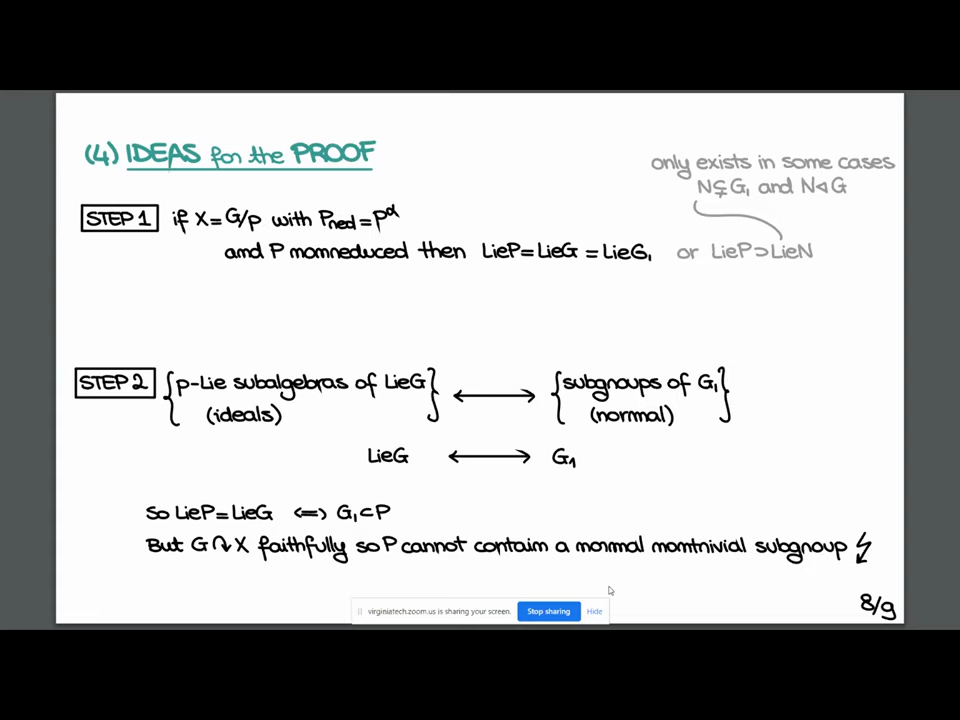 (4) IDEAS for the PROOF
only exists in some cases
N⊊G₁ and N◁G
STEP 1 if X=G/P with P_red=P^α
and P nonreduced then LieP=LieG=LieG₁ or LieP⊃LieN
STEP 2 {p-Lie subalgebras of LieG} ⟷ {subgroups of G₁}
(ideals) (normal)
LieG ⟷ G₁
So LieP=LieG ⟺ G₁⊂P
But G↷X faithfully so P cannot contain a normal nontrivial subgroup ↯
virginiatech.zoom.us is sharing your screen. Stop sharing Hide
8/9